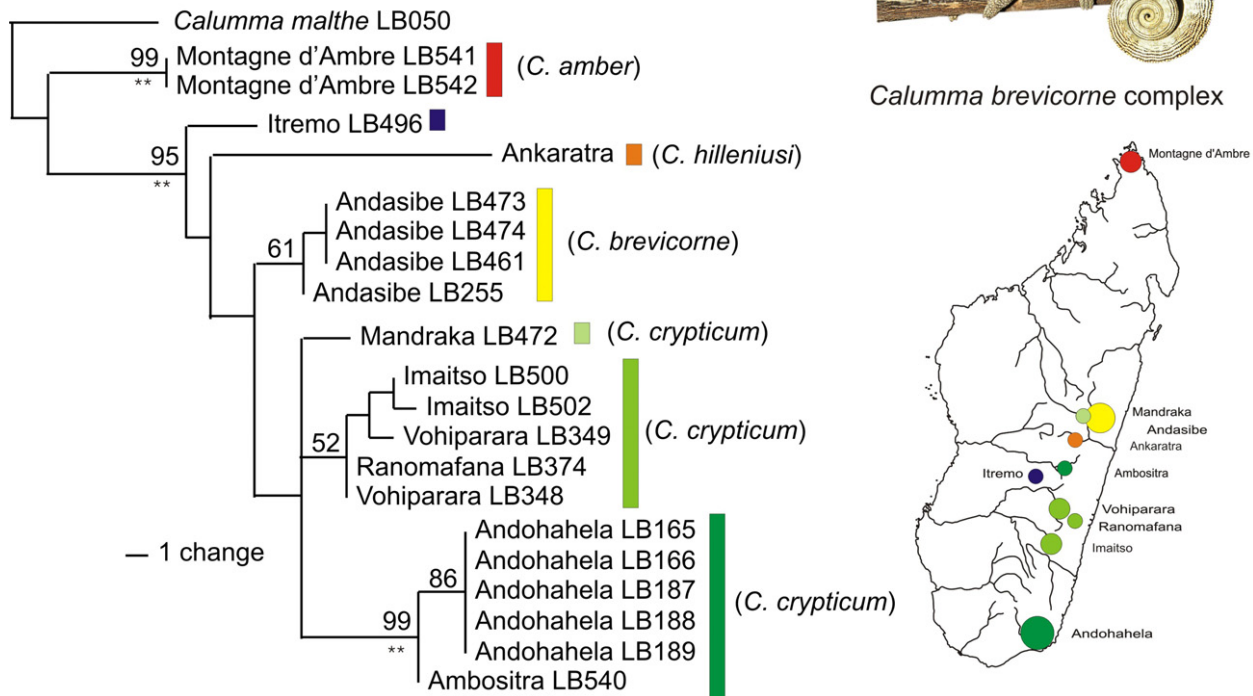 Calumma malthe LB050
99
**
Montagne d'Ambre LB541
Montagne d'Ambre LB542
(C. amber)
Itremo LB496
95
**
Ankaratra
(C. hilleniusi)
Andasibe LB473
Andasibe LB474
Andasibe LB461
Andasibe LB255
61
(C. brevicorne)
Mandraka LB472
(C. crypticum)
Imaitso LB500
Imaitso LB502
Vohiparara LB349
Ranomafana LB374
Vohiparara LB348
52
(C. crypticum)
1 change
Andohahela LB165
Andohahela LB166
Andohahela LB187
Andohahela LB188
Andohahela LB189
Ambositra LB540
86
99
**
(C. crypticum)
Calumma brevicorne complex
Montagne d'Ambre
Mandraka
Andasibe
Ankaratra
Itremo
Ambositra
Vohiparara
Ranomafana
Imaitso
Andohahela